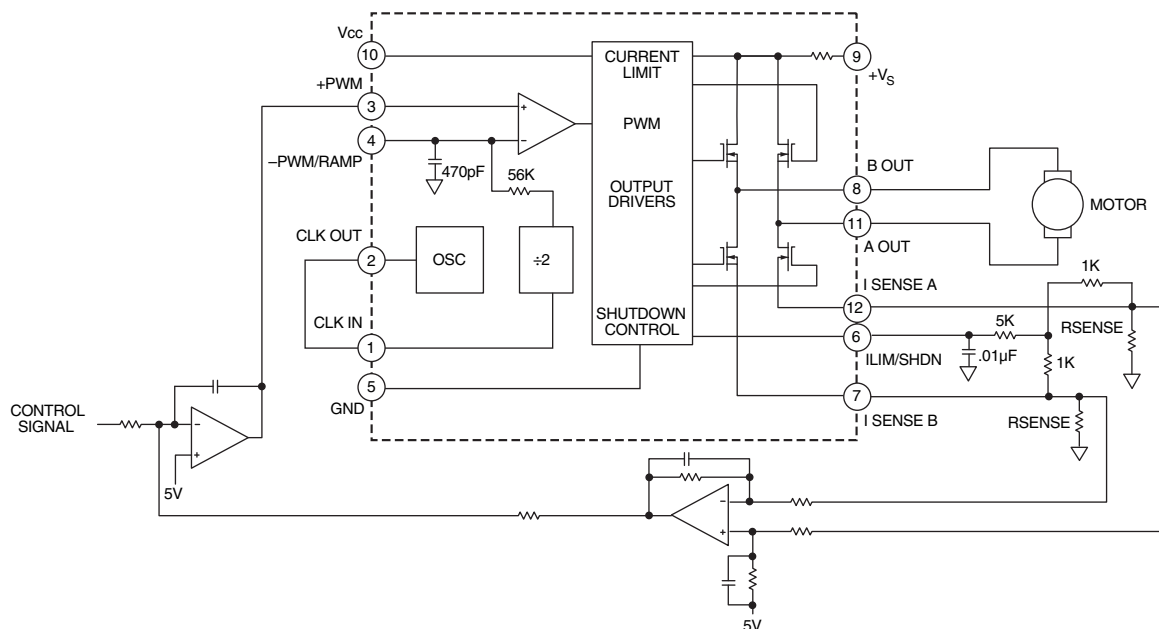 Vcc
10
+PWM
3
4
–PWM/RAMP
470pF
56K
CLK OUT
2
OSC
÷2
CLK IN
1
5
GND
CURRENT
LIMIT
PWM
OUTPUT
DRIVERS
SHUTDOWN
CONTROL
9
+VS
B OUT
8
11
A OUT
MOTOR
I SENSE A
12
1K
5K
6
ILIM/SHDN
.01µF
1K
RSENSE
7
I SENSE B
RSENSE
CONTROL
SIGNAL
–
+
5V
–
+
5V
+
–